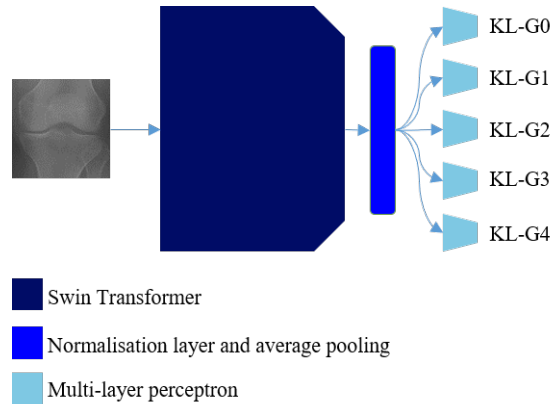 KL-G0
KL-G1
KL-G2
KL-G3
KL-G4
Swin Transformer
Normalisation layer and average pooling
Multi-layer perceptron